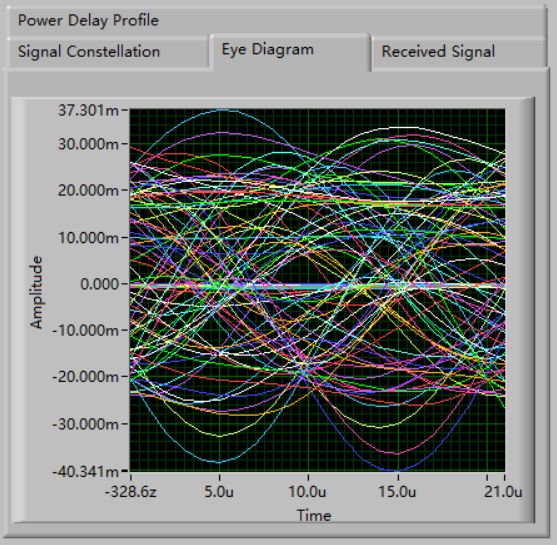 Power Delay Profile
Signal Constellation
Eye Diagram
Received Signal
37.301m
30.000m
20.000m
10.000m
0.000
-10.000m
-20.000m
-30.000m
-40.341m
Amplitude
-328.6z
5.0u
10.0u
15.0u
21.0u
Time